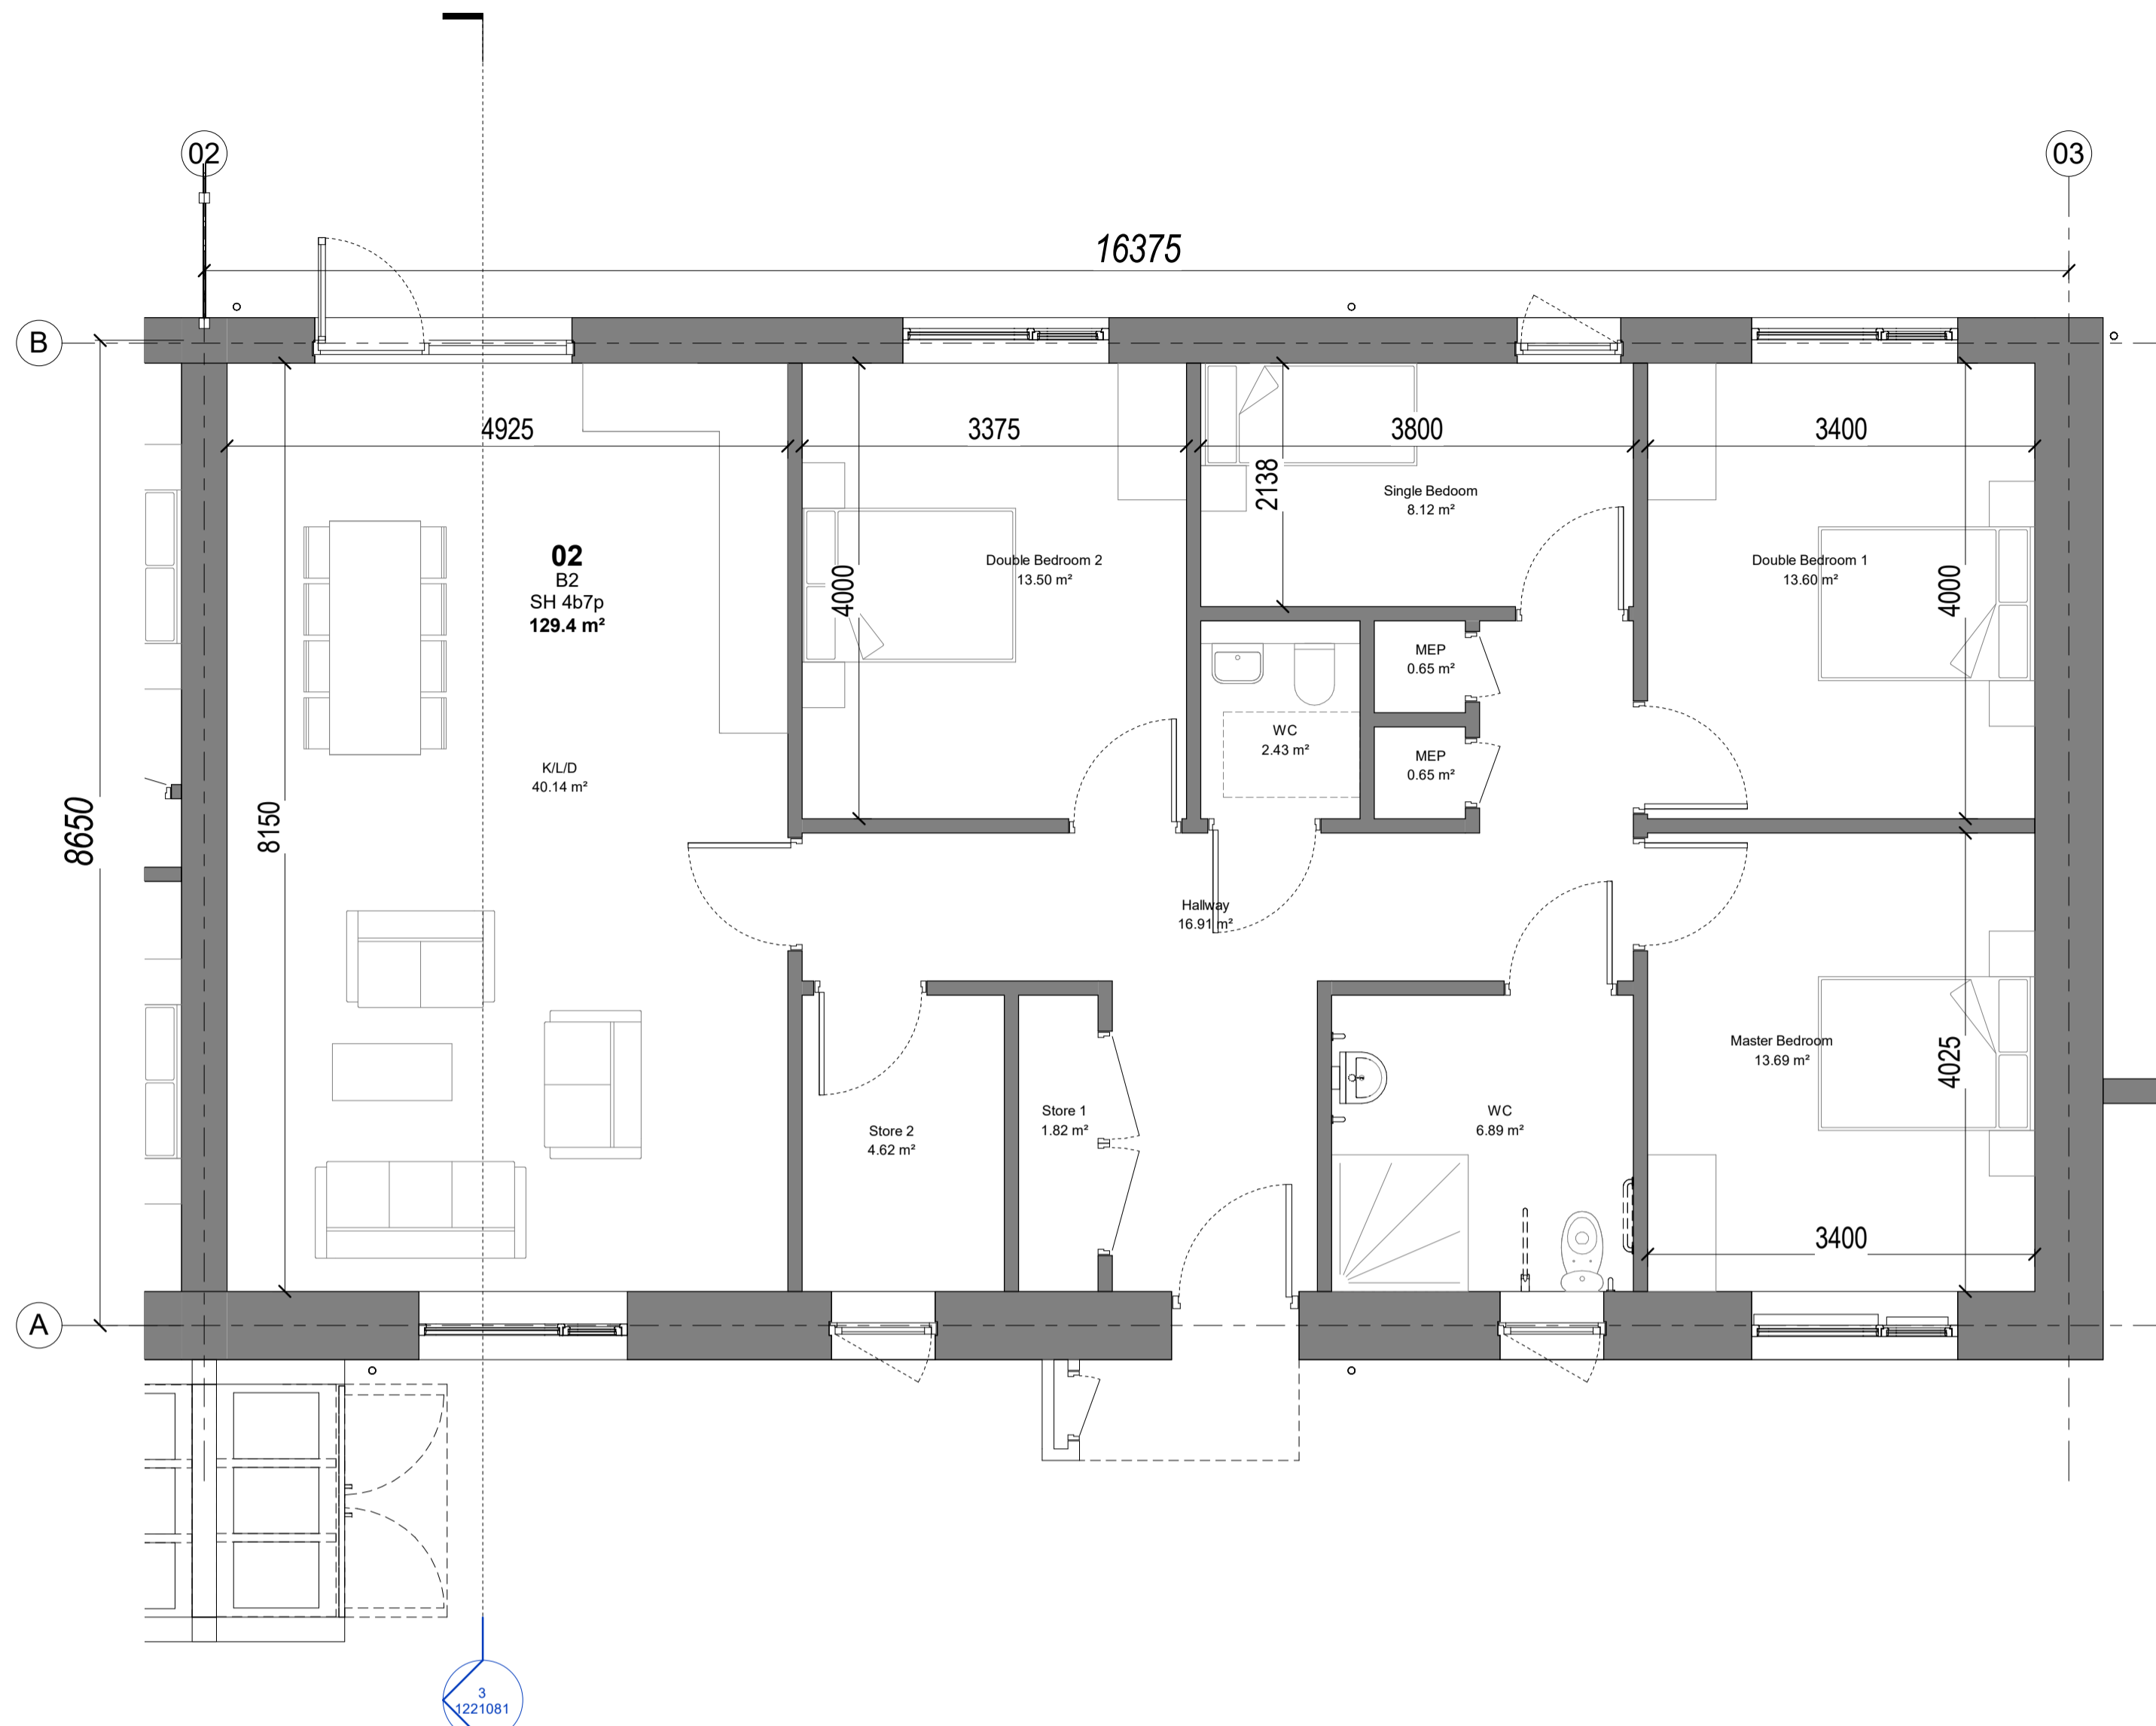 02
03
16375
B
4925
3375
3800
3400
2138
Single Bedoom
8.12 m²
02
B2
SH 4b7p
129.4 m²
Double Bedroom 2
13.50 m²
4000
Double Bedroom 1
13.60 m²
4000
MEP
0.65 m²
WC
2.43 m²
MEP
0.65 m²
K/L/D
40.14 m²
8650
8150
Hallway
16.91 m²
Master Bedroom
13.69 m²
4025
Store 1
1.82 m²
WC
6.89 m²
Store 2
4.62 m²
3400
A
3
1221081